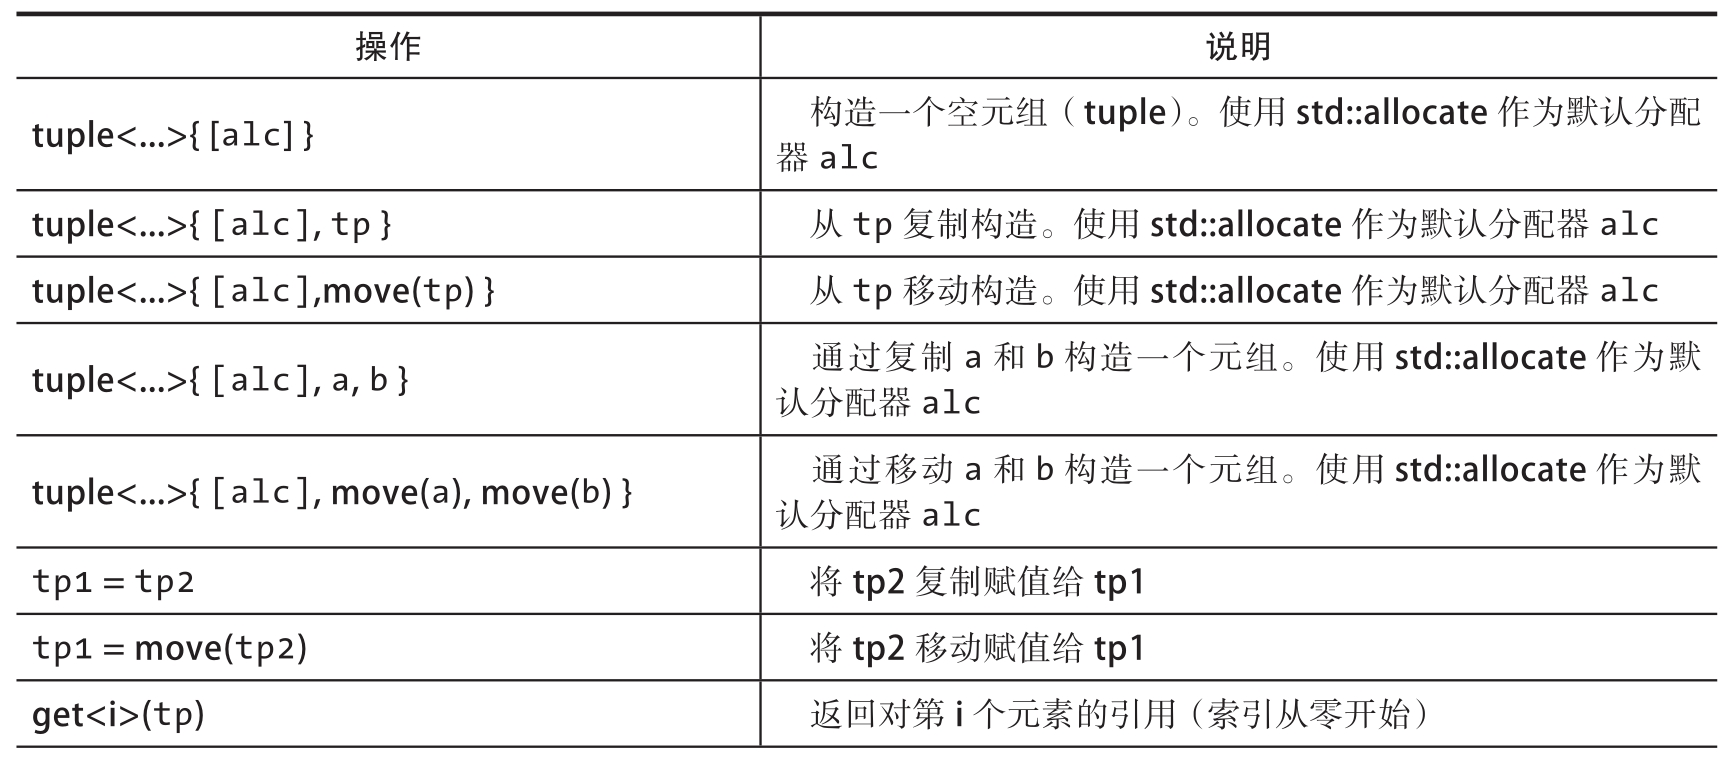 操作 说明
tuple<...>{ [alc] } 构造一个空元组（tuple）。使用 std::allocate 作为默认分配
器 alc
tuple<...>{ [alc], tp } 从 tp 复制构造。使用 std::allocate 作为默认分配器 alc
tuple<...>{ [alc],move(tp) } 从 tp 移动构造。使用 std::allocate 作为默认分配器 alc
tuple<...>{ [alc], a, b } 通过复制 a 和 b 构造一个元组。使用 std::allocate 作为默
认分配器 alc
tuple<...>{ [alc], move(a), move(b) } 通过移动 a 和 b 构造一个元组。使用 std::allocate 作为默
认分配器 alc
tp1 = tp2 将 tp2 复制赋值给 tp1
tp1 = move(tp2) 将 tp2 移动赋值给 tp1
get<i>(tp) 返回对第 i 个元素的引用（索引从零开始）